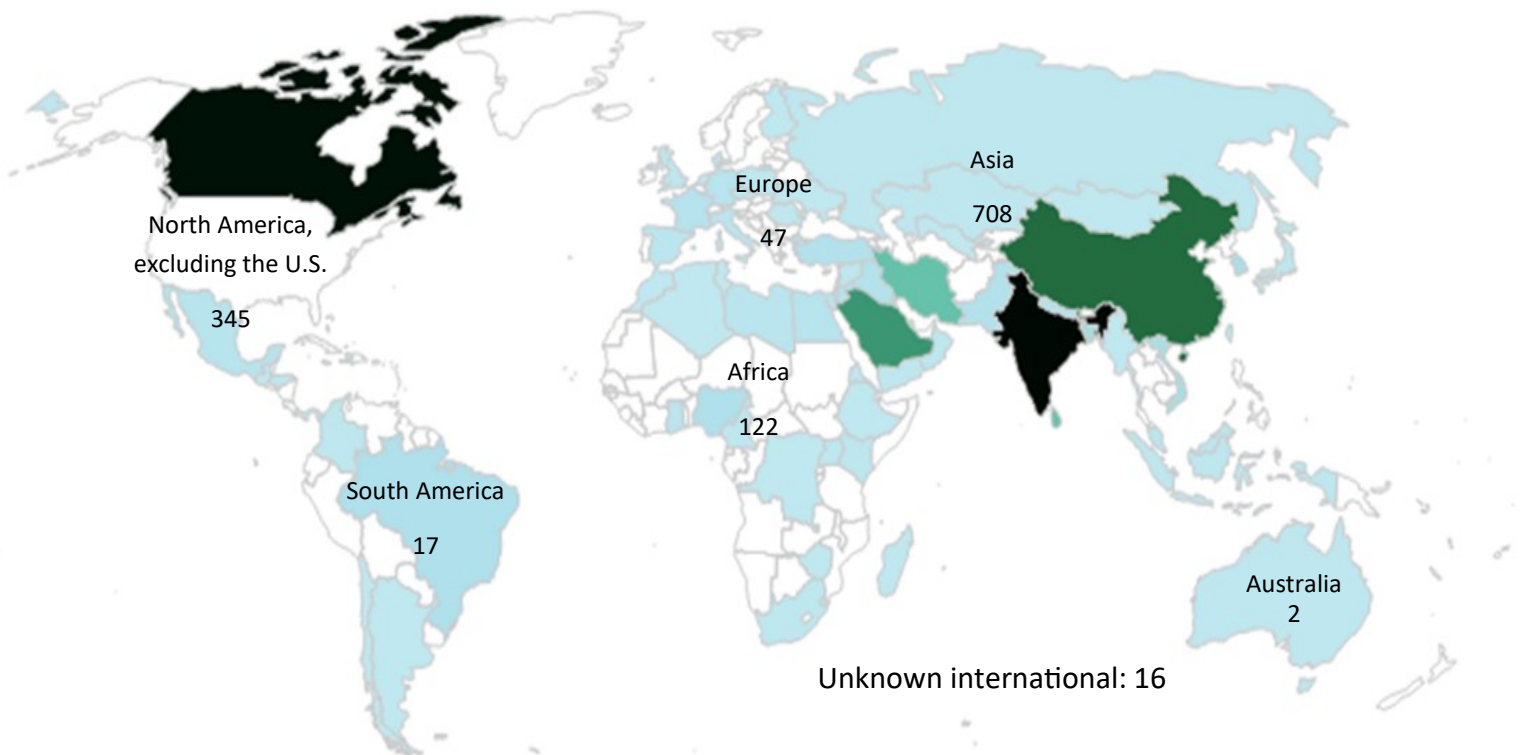 North America,
excluding the U.S.
345
South America
17
Europe
47
Africa
122
Asia
708
Australia
2
Unknown international: 16